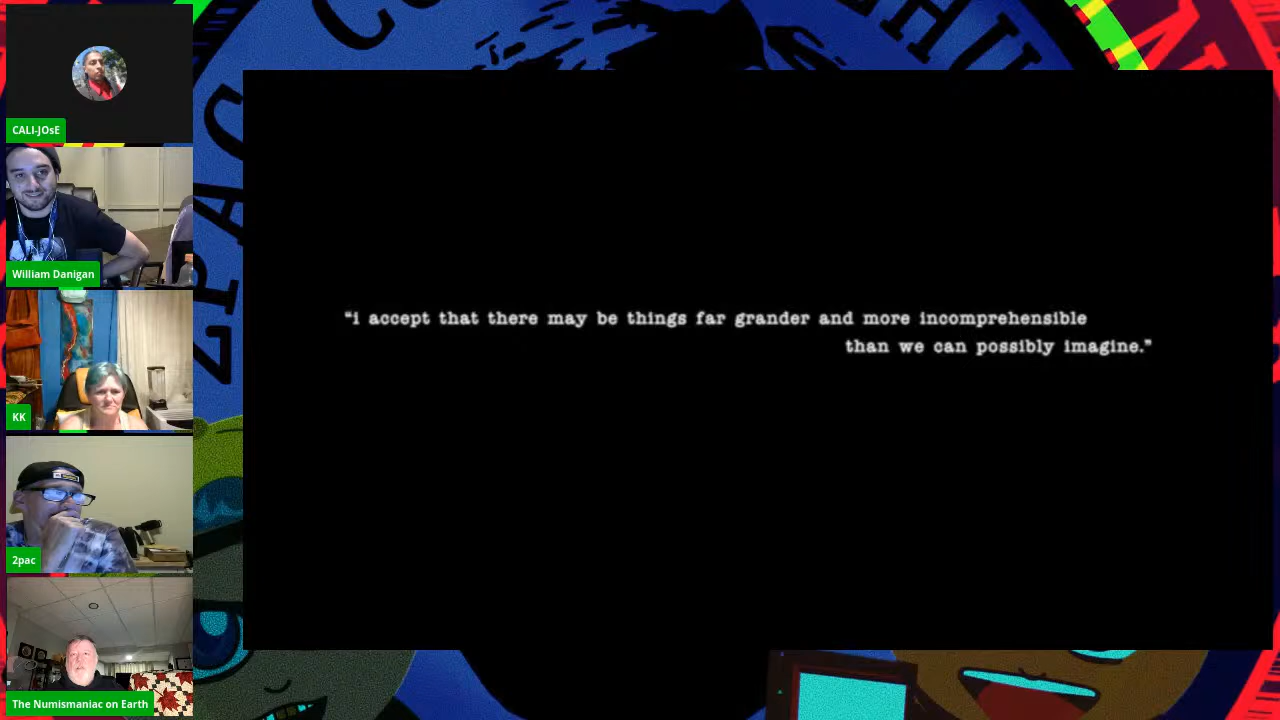 CALI-JOsE
William Danigan
KK
2pac
The Numismaniac on Earth
“i accept that there may be things far grander and more incomprehensible
than we can possibly imagine.”
2PAC